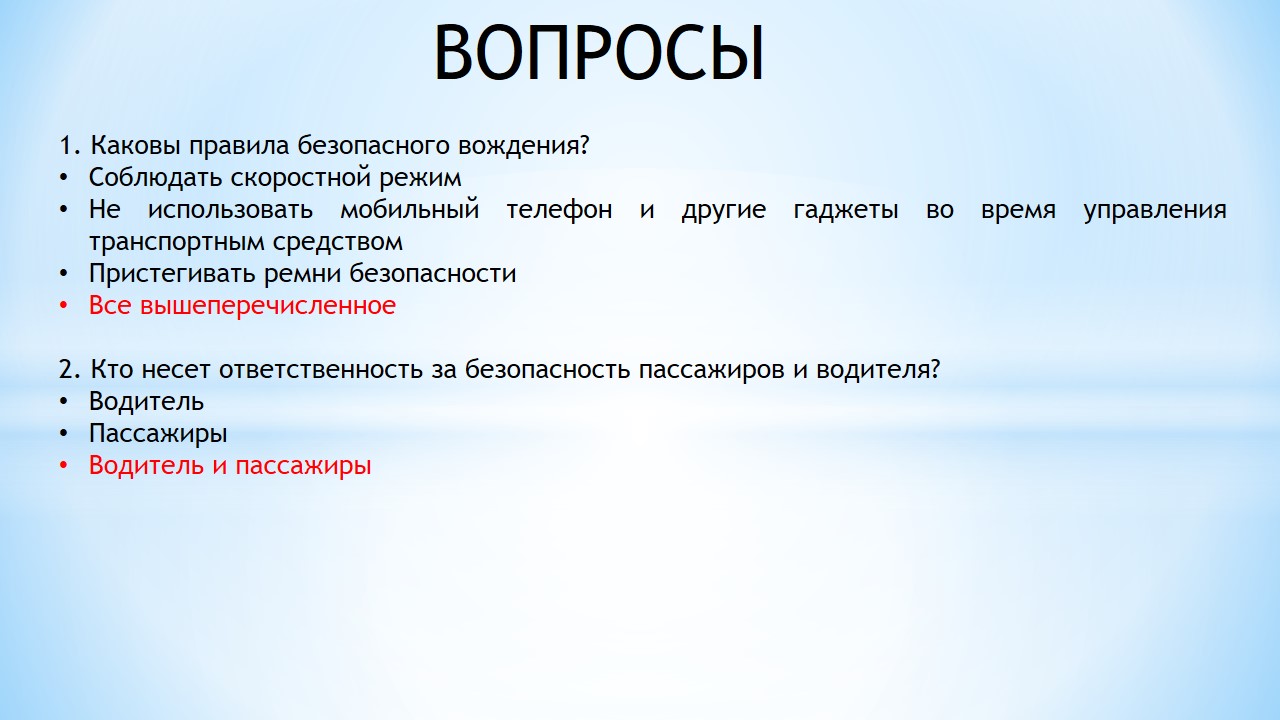 ВОПРОСЫ
1. Каковы правила безопасного вождения?
• Соблюдать скоростной режим
• Не использовать мобильный телефон и другие гаджеты во время управления
транспортным средством
• Пристегивать ремни безопасности
• Все вышеперечисленное
2. Кто несет ответственность за безопасность пассажиров и водителя?
• Водитель
• Пассажиры
• Водитель и пассажиры